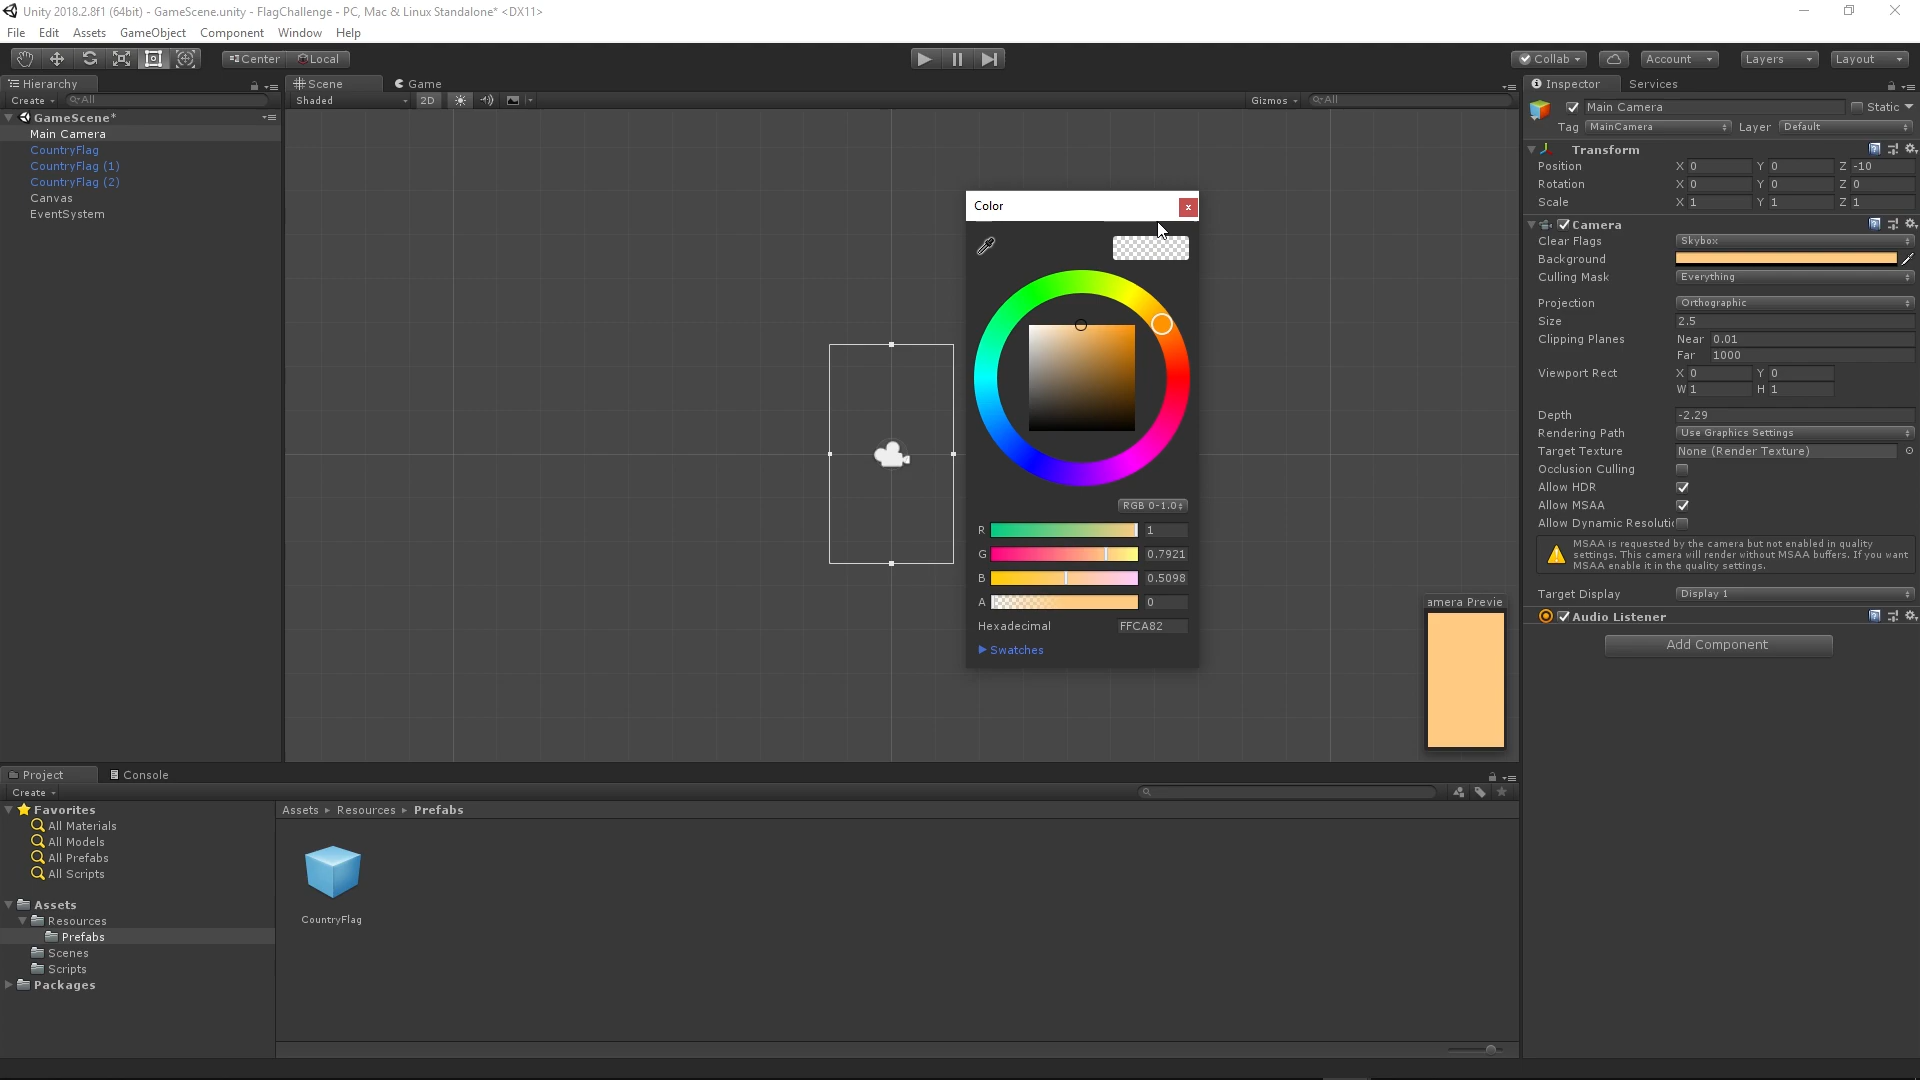 Unity 2018.2.8f1 (64bit) - GameScene.unity - FlagChallenge - PC, Mac & Linux Standalone* <DX11>
File Edit Assets GameObject Component Window Help
Center Local Collab Account Layers Layout
Hierarchy Scene Game Inspector Services
Create All Shaded 2D Gizmos All
GameScene*
Main Camera
CountryFlag
CountryFlag (1)
CountryFlag (2)
Canvas
EventSystem
Color
RGB 0-1.0
R 1
G 0.7921
B 0.5098
A 0
Hexadecimal FFCA82
Swatches
amera Previe
Main Camera Static
Tag MainCamera Layer Default
Transform
Position X 0 Y 0 Z -10
Rotation X 0 Y 0 Z 0
Scale X 1 Y 1 Z 1
Camera
Clear Flags Skybox
Background
Culling Mask Everything
Projection Orthographic
Size 2.5
Clipping Planes Near 0.01
Far 1000
Viewport Rect X 0 Y 0
W 1 H 1
Depth -2.29
Rendering Path Use Graphics Settings
Target Texture None (Render Texture)
Occlusion Culling
Allow HDR
Allow MSAA
Allow Dynamic Resolutic
MSAA is requested by the camera but not enabled in quality
settings. This camera will render without MSAA buffers. If you want
MSAA enable it in the quality settings.
Target Display Display 1
Audio Listener
Add Component
Project Console
Create
Favorites
All Materials
All Models
All Prefabs
All Scripts
Assets
Resources
Prefabs
Scenes
Scripts
Packages
Assets Resources Prefabs
CountryFlag